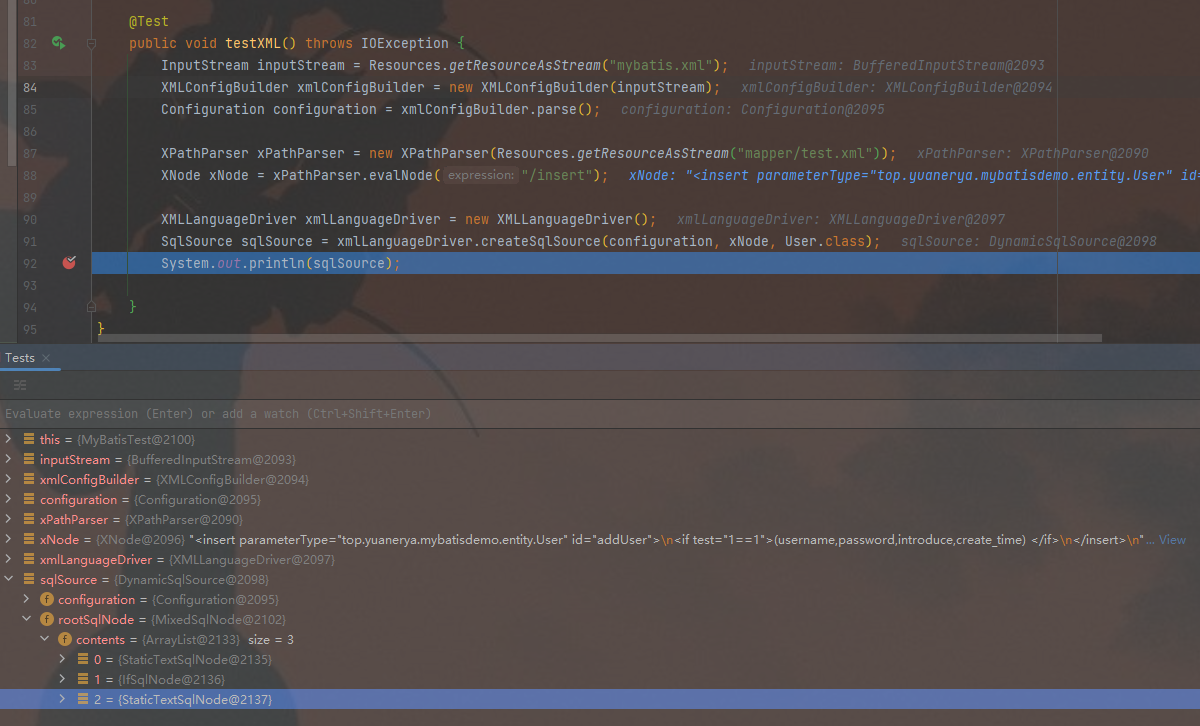 80
81 @Test
82 public void testXML() throws IOException {
83 InputStream inputStream = Resources.getResourceAsStream("mybatis.xml"); inputStream: BufferedInputStream@2093
84 XMLConfigBuilder xmlConfigBuilder = new XMLConfigBuilder(inputStream); xmlConfigBuilder: XMLConfigBuilder@2094
85 Configuration configuration = xmlConfigBuilder.parse(); configuration: Configuration@2095
86
87 XPathParser xPathParser = new XPathParser(Resources.getResourceAsStream("mapper/test.xml")); xPathParser: XPathParser@2090
88 XNode xNode = xPathParser.evalNode( expression: "/insert"); xNode: "<insert parameterType="top.yuanerya.mybatisdemo.entity.User" id=
89
90 XMLLanguageDriver xmlLanguageDriver = new XMLLanguageDriver(); xmlLanguageDriver: XMLLanguageDriver@2097
91 SqlSource sqlSource = xmlLanguageDriver.createSqlSource(configuration, xNode, User.class); sqlSource: DynamicSqlSource@2098
92 System.out.println(sqlSource);
93
94 }
95 }
Tests ×
Evaluate expression (Enter) or add a watch (Ctrl+Shift+Enter)
this = {MyBatisTest@2100}
inputStream = {BufferedInputStream@2093}
xmlConfigBuilder = {XMLConfigBuilder@2094}
configuration = {Configuration@2095}
xPathParser = {XPathParser@2090}
xNode = {XNode@2096} "<insert parameterType="top.yuanerya.mybatisdemo.entity.User" id="addUser">\n<if test="1==1">(username,password,introduce,create_time) </if>\n</insert>\n"... View
xmlLanguageDriver = {XMLLanguageDriver@2097}
sqlSource = {DynamicSqlSource@2098}
f configuration = {Configuration@2095}
f rootSqlNode = {MixedSqlNode@2102}
f contents = {ArrayList@2133} size = 3
0 = {StaticTextSqlNode@2135}
1 = {IfSqlNode@2136}
2 = {StaticTextSqlNode@2137}